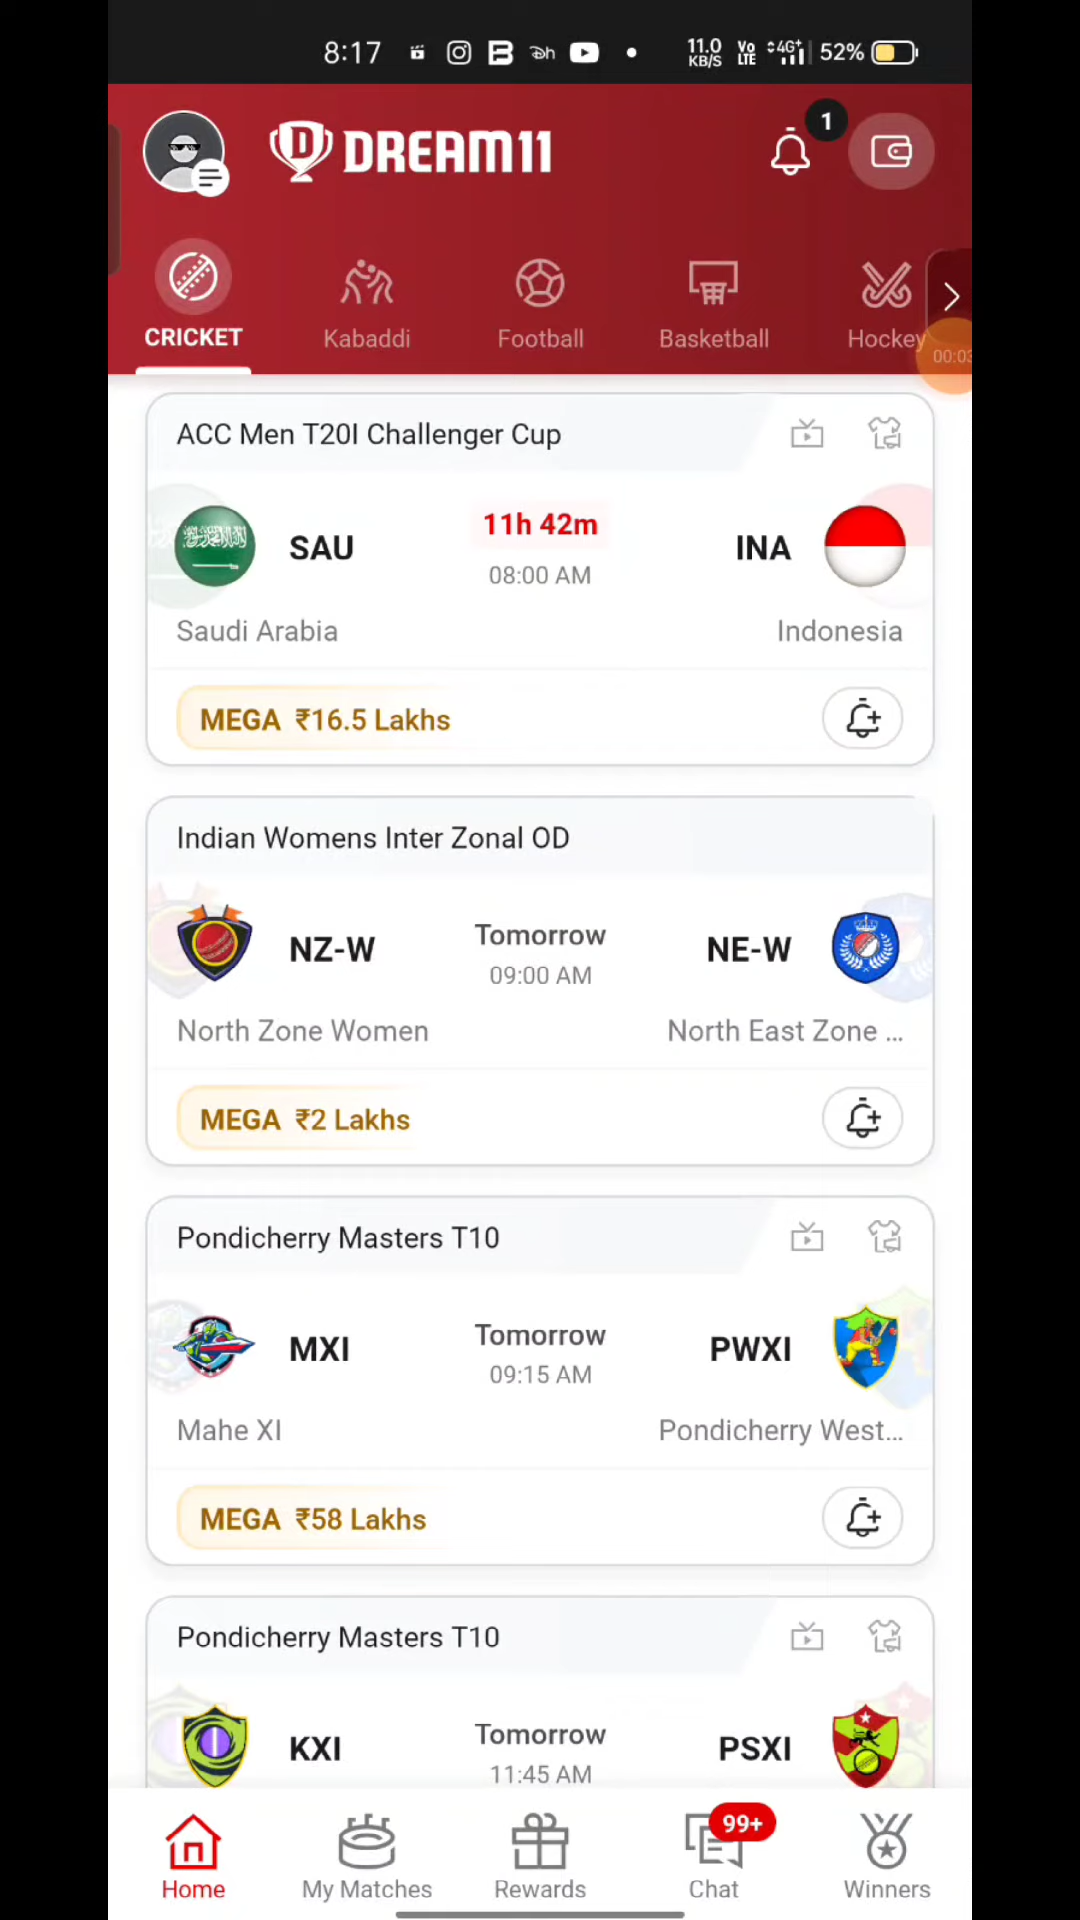 8:17 11.0 KB/S Vo LTE 4G+ 52%
DREAM11 1
CRICKET Kabaddi Football Basketball Hockey
00:03
ACC Men T20I Challenger Cup
SAU 11h 42m INA
08:00 AM
Saudi Arabia Indonesia
MEGA ₹16.5 Lakhs
Indian Womens Inter Zonal OD
NZ-W Tomorrow NE-W
09:00 AM
North Zone Women North East Zone ...
MEGA ₹2 Lakhs
Pondicherry Masters T10
MXI Tomorrow PWXI
09:15 AM
Mahe XI Pondicherry West...
MEGA ₹58 Lakhs
Pondicherry Masters T10
KXI Tomorrow PSXI
11:45 AM
99+
Home My Matches Rewards Chat Winners